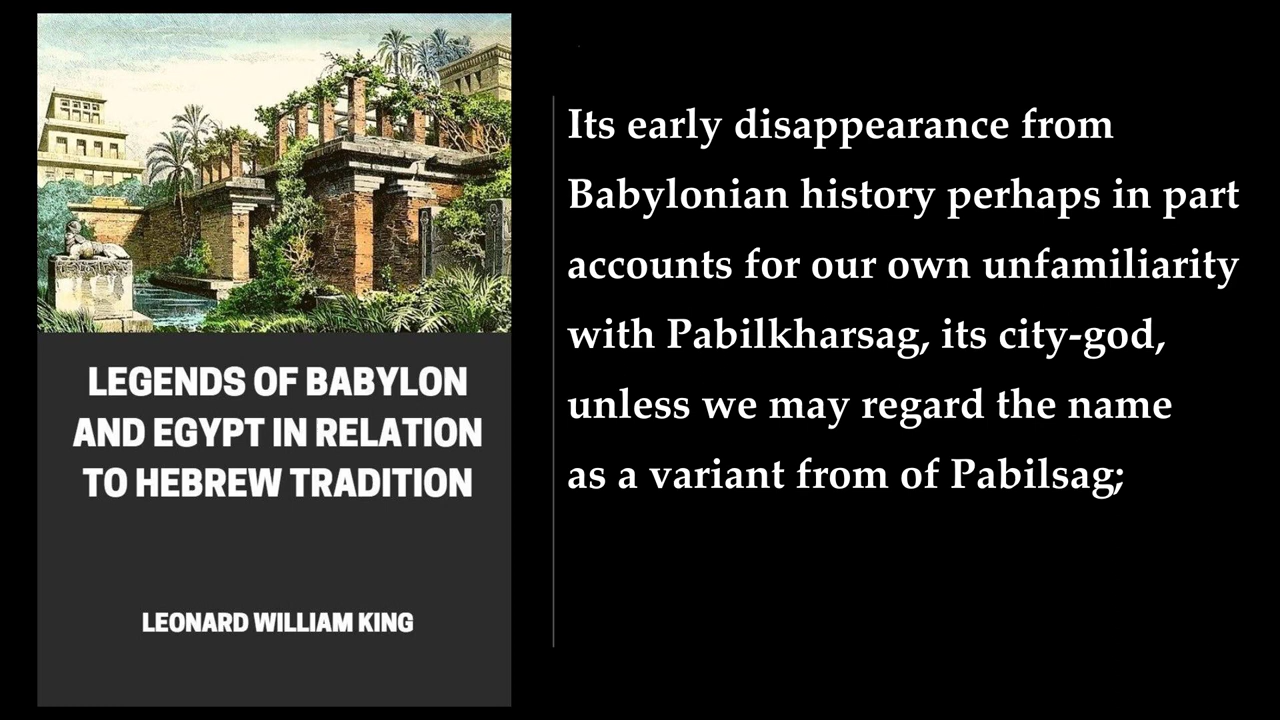 LEGENDS OF BABYLON
AND EGYPT IN RELATION
TO HEBREW TRADITION
LEONARD WILLIAM KING
Its early disappearance from
Babylonian history perhaps in part
accounts for our own unfamiliarity
with Pabilkharsag, its city-god,
unless we may regard the name
as a variant from of Pabilsag;